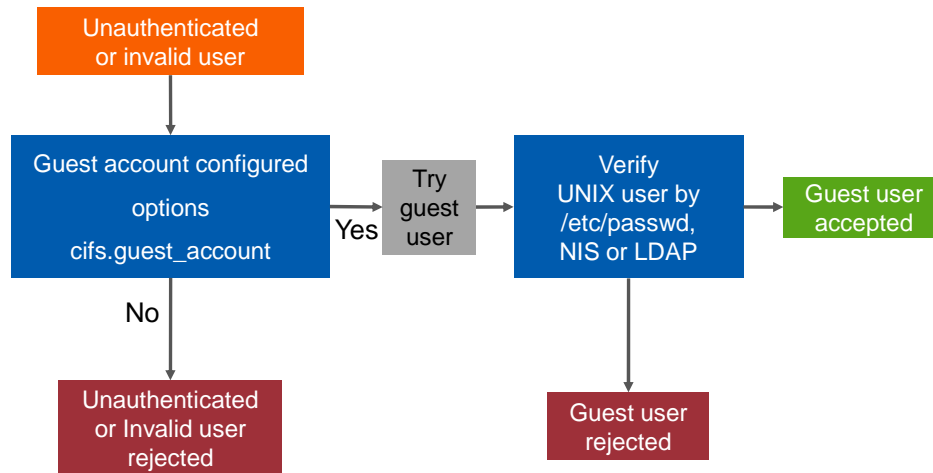 Unauthenticated
or invalid user
Guest account configured
options
cifs.guest_account
Yes
Try
guest
user
Verify
UNIX user by
/etc/passwd,
NIS or LDAP
Guest user
accepted
No
Unauthenticated
or Invalid user
rejected
Guest user
rejected